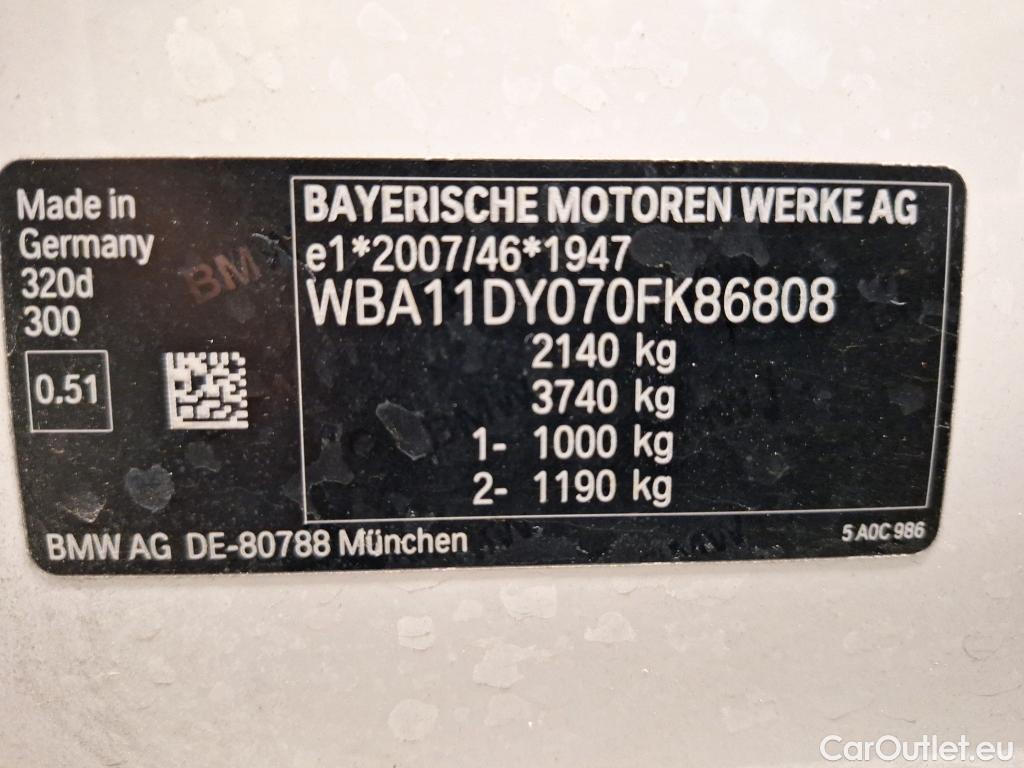 Made in
Germany
320d
300
0.51
BAYERISCHE MOTOREN WERKE AG
e1*2007/46*1947
WBA11DY070FK86808
2140 kg
3740 kg
1- 1000 kg
2- 1190 kg
BMW AG DE-80788 München
5 A0C 986
CarOutlet.eu